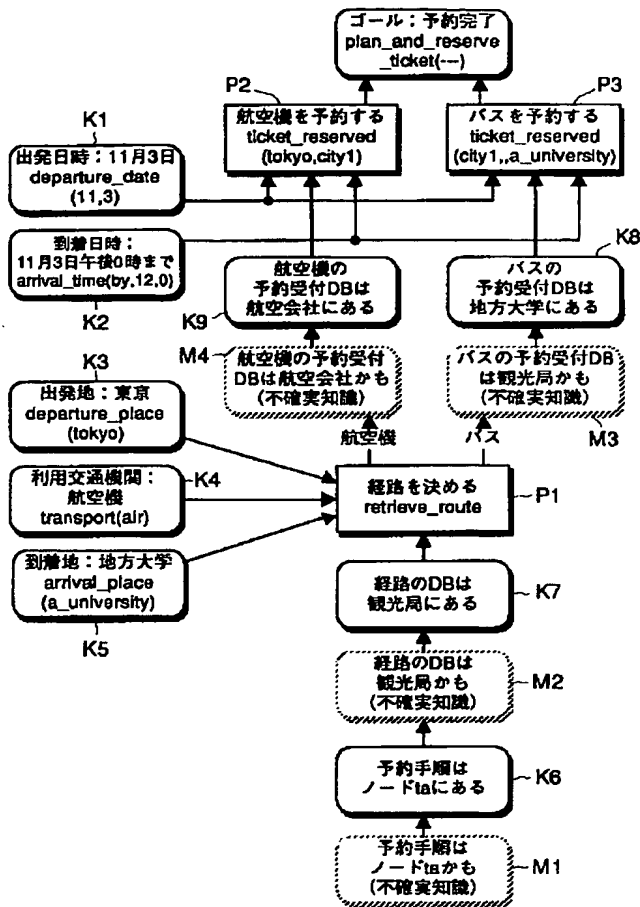 ゴール：予約完了
plan_and_reserve
_ticket(---)
P2
航空機を予約する
ticket_reserved
(tokyo,city1)
P3
バスを予約する
ticket_reserved
(city1,,a_university)
K1
出発日時：11月3日
departure_date
(11,3)
到着日時：
11月3日午後0時まで
arrival_time(by,12,0)
K2
航空機の
予約受付DBは
航空会社にある
K9
バスの
予約受付DBは
地方大学にある
K8
M4
航空機の予約受付
DBは航空会社かも
(不確実知識)
バスの予約受付DB
は観光局かも
(不確実知識)
M3
航空機
バス
K3
出発地：東京
departure_place
(tokyo)
利用交通機関：
航空機
transport(air)
K4
到着地：地方大学
arrival_place
(a_university)
K5
経路を決める
retrieve_route
P1
経路のDBは
観光局にある
K7
経路のDBは
観光局かも
(不確実知識)
M2
予約手順は
ノードtaにある
K6
予約手順は
ノードtaかも
(不確実知識)
M1